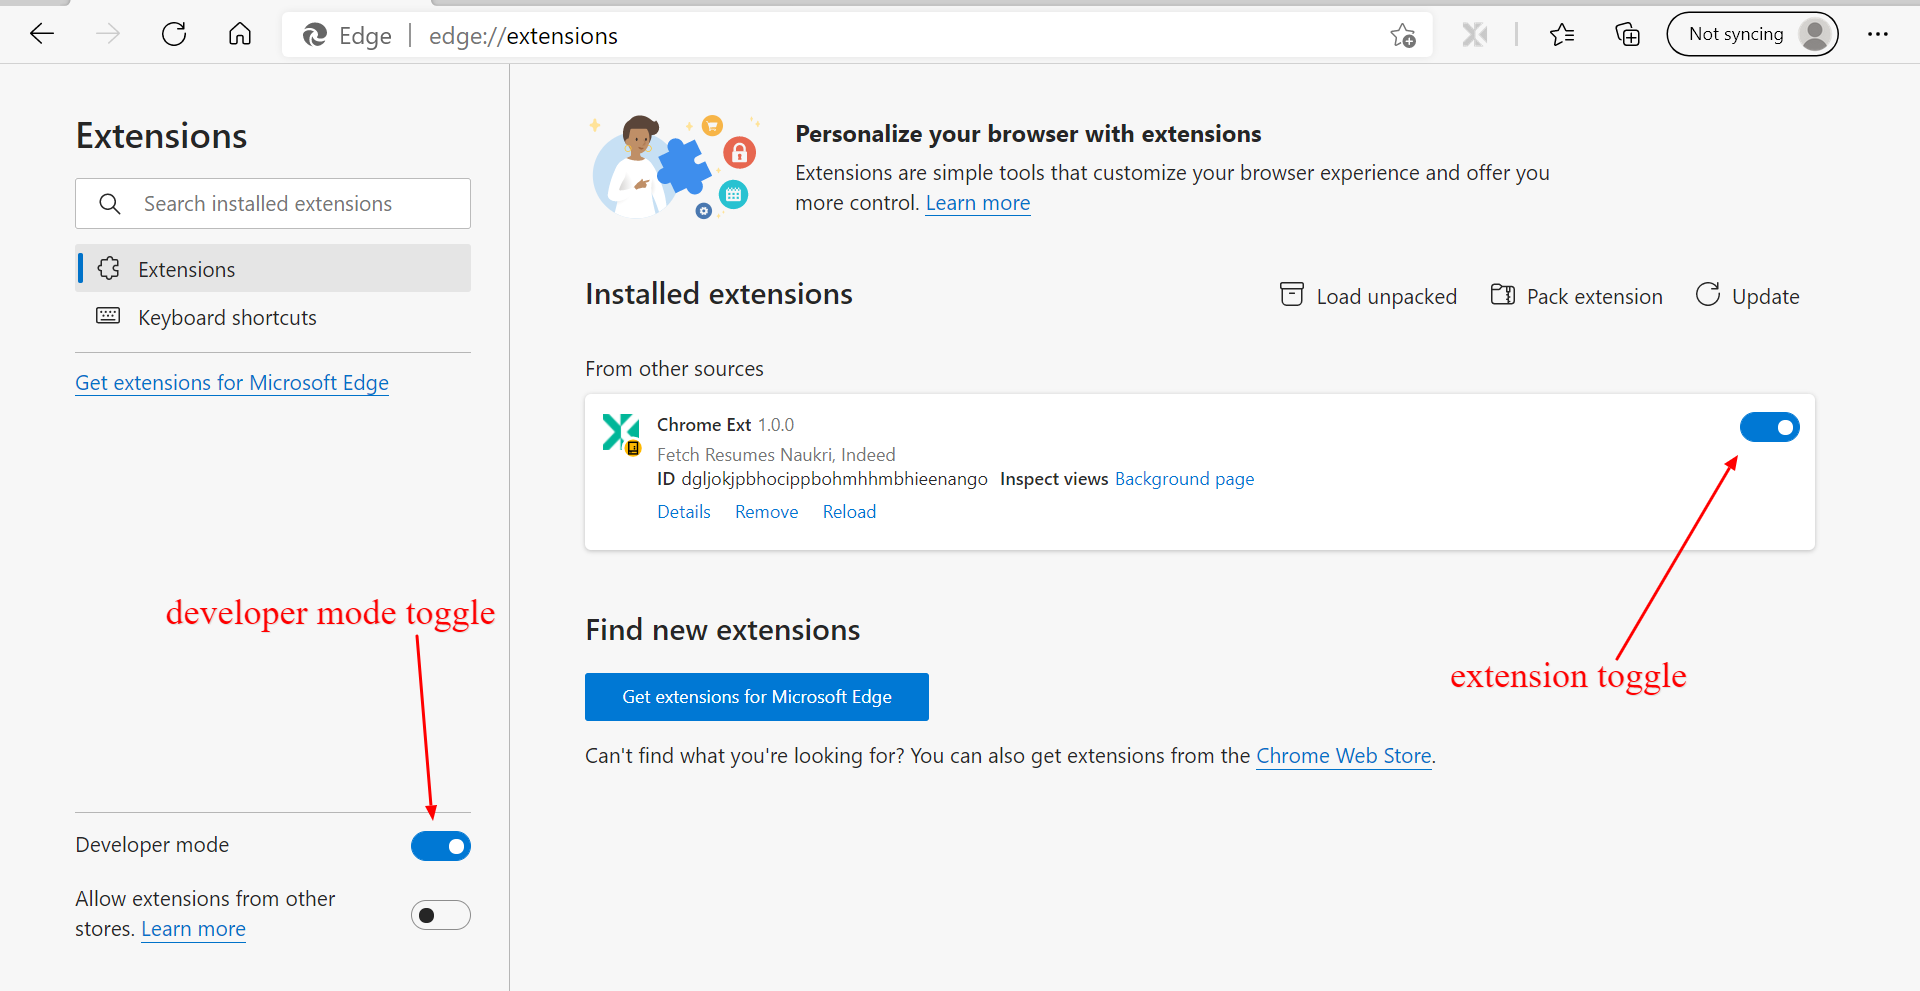 Edge | edge://extensions
Not syncing
Extensions
Search installed extensions
Extensions
Keyboard shortcuts
Get extensions for Microsoft Edge
developer mode toggle
Developer mode
Allow extensions from other
stores. Learn more
Personalize your browser with extensions
Extensions are simple tools that customize your browser experience and offer you
more control. Learn more
Installed extensions
Load unpacked
Pack extension
Update
From other sources
Chrome Ext 1.0.0
Fetch Resumes Naukri, Indeed
ID dgljokjpbhocippbohmhhmbhieenango Inspect views Background page
Details Remove Reload
extension toggle
Find new extensions
Get extensions for Microsoft Edge
Can't find what you're looking for? You can also get extensions from the Chrome Web Store.